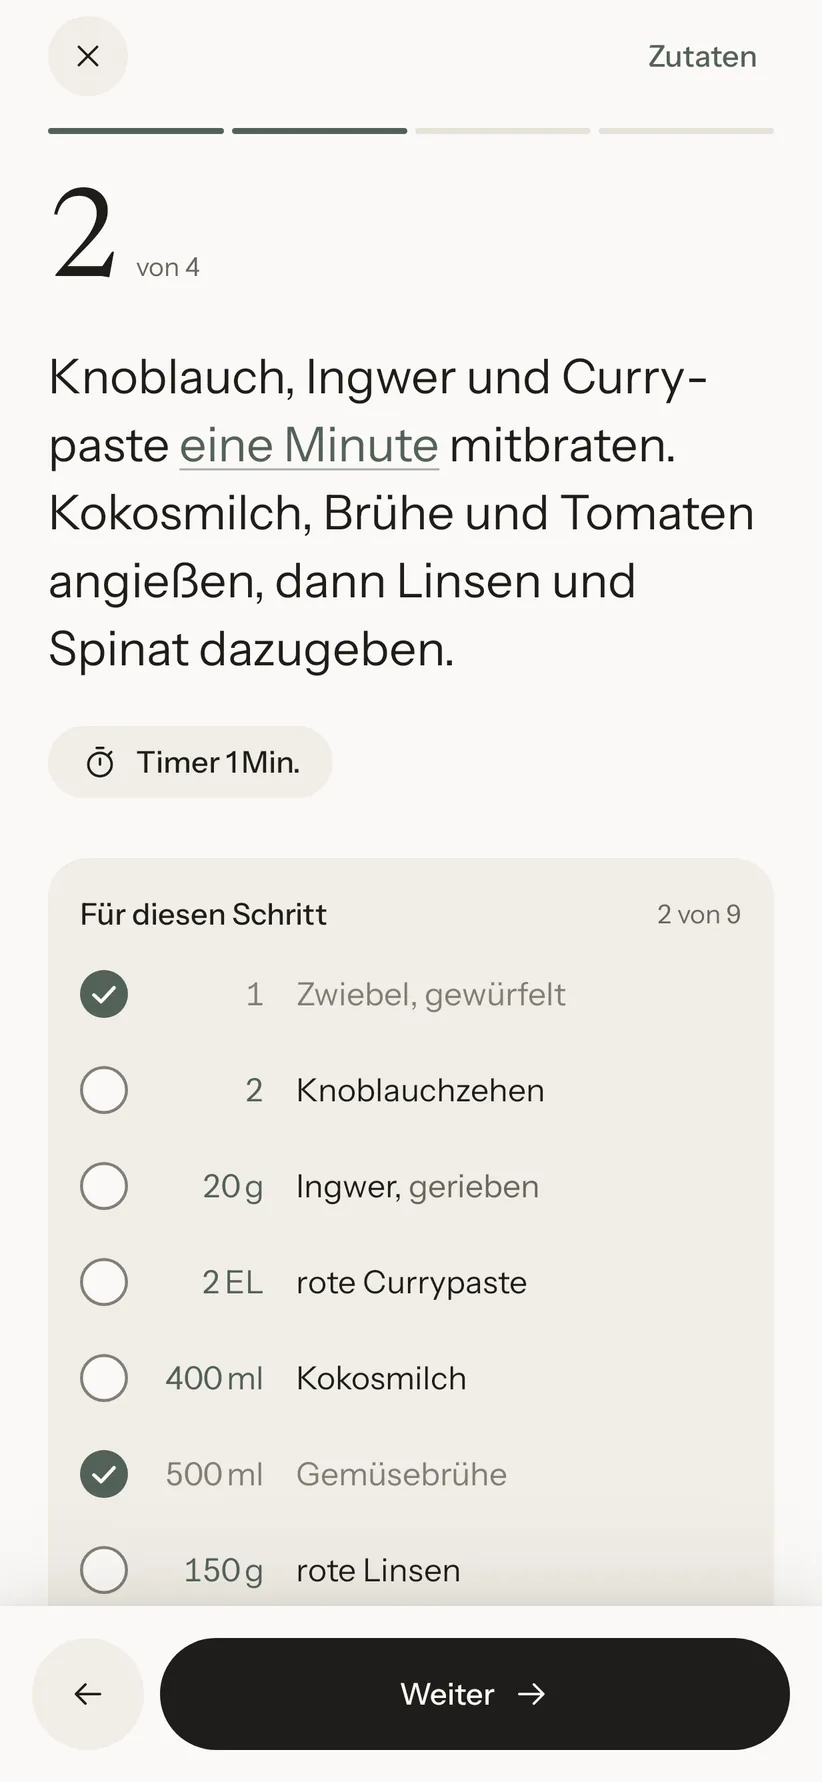 Zutaten
2 von 4
Knoblauch, Ingwer und Curry-
paste eine Minute mitbraten.
Kokosmilch, Brühe und Tomaten
angießen, dann Linsen und
Spinat dazugeben.
Timer 1 Min.
Für diesen Schritt 2 von 9
1 Zwiebel, gewürfelt
2 Knoblauchzehen
20 g Ingwer, gerieben
2 EL rote Currypaste
400 ml Kokosmilch
500 ml Gemüsebrühe
150 g rote Linsen
Weiter